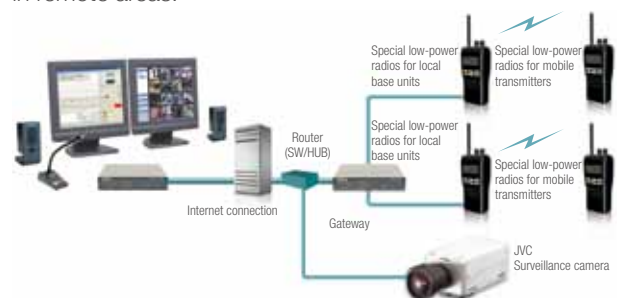 in remote areas.
Special low-power
radios for local
base units
Special low-power
radios for mobile
transmitters
Router
(SW/HUB)
Special low-power
radios for local
base units
Special low-power
radios for mobile
transmitters
Internet connection
Gateway
JVC
Surveillance camera